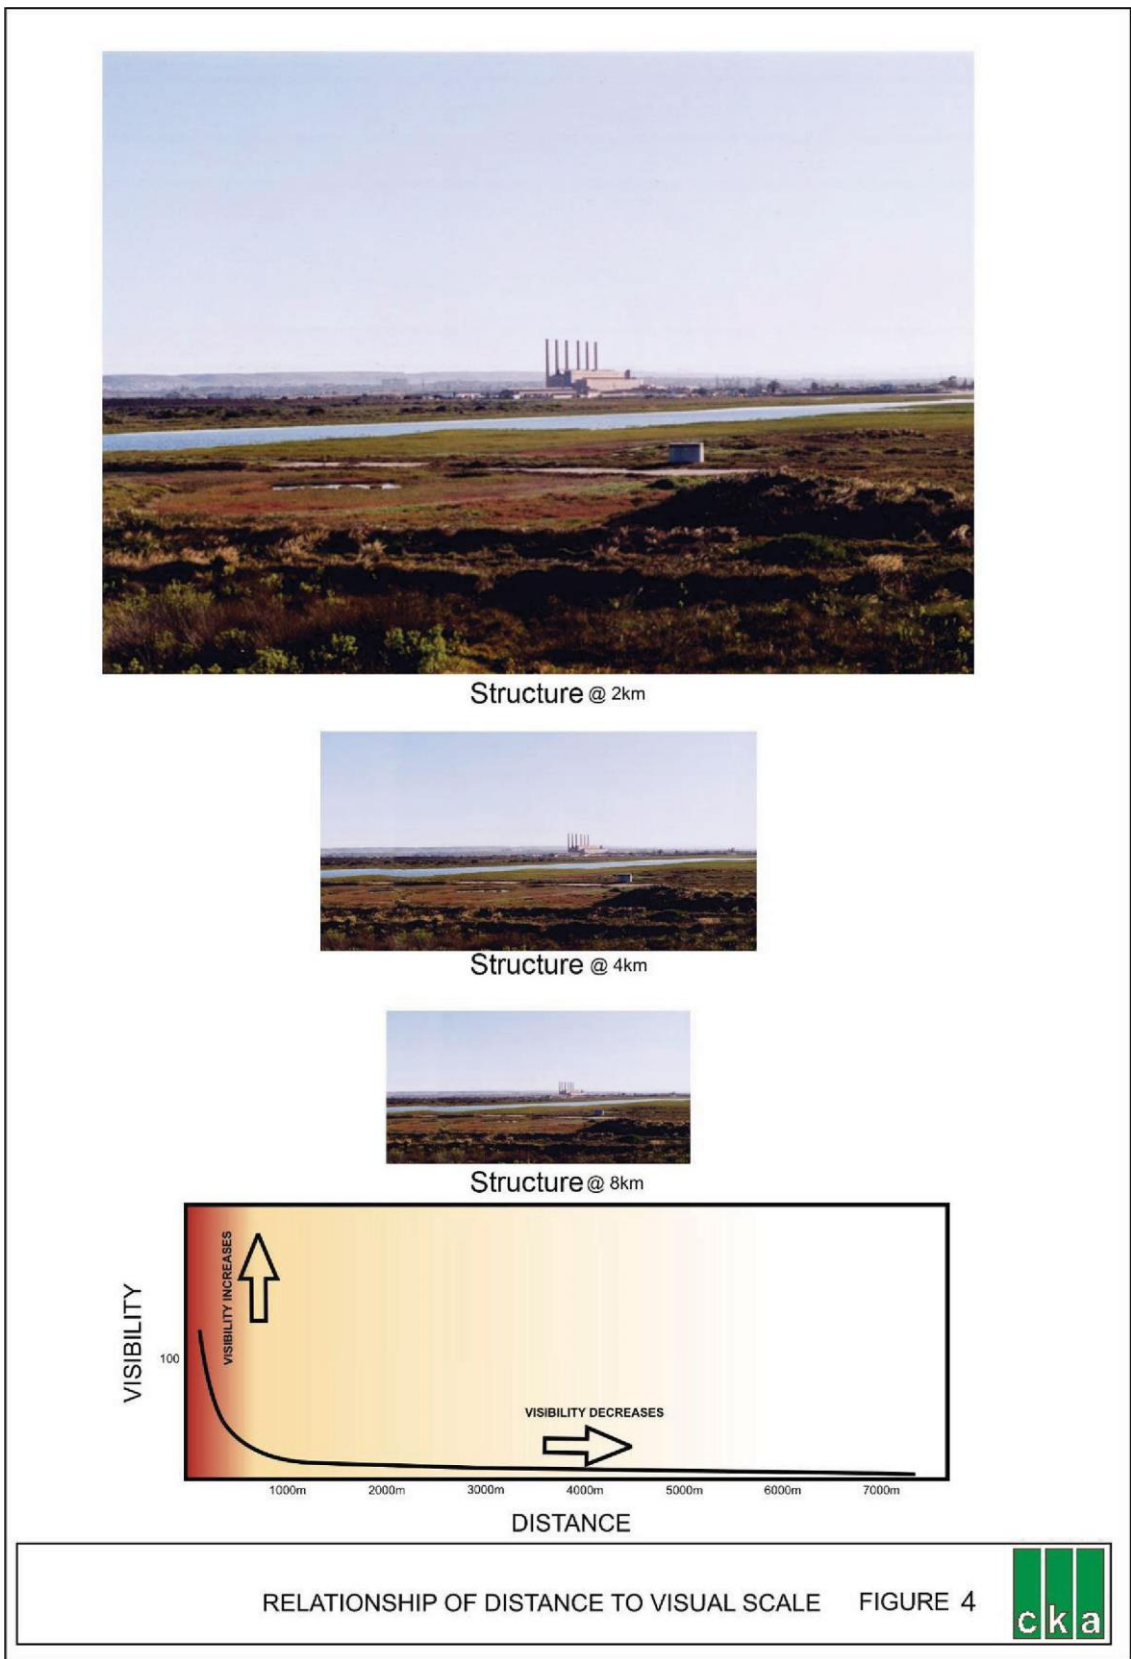 Structure @ 2km
Structure @ 4km
Structure @ 8km
VISIBILITY
100
VISIBILITY INCREASES
VISIBILITY DECREASES
1000m 2000m 3000m 4000m 5000m 6000m 7000m
DISTANCE
RELATIONSHIP OF DISTANCE TO VISUAL SCALE FIGURE 4
cka